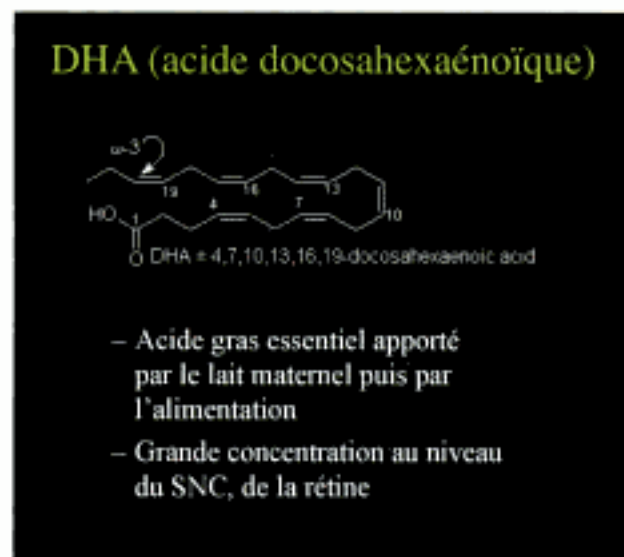 DHA (acide docosahexaénoïque)
ω-3
19
16
13
10
4
7
HO
1
O
DHA = 4,7,10,13,16,19-docosahexaenoic acid
– Acide gras essentiel apporté
par le lait maternel puis par
l'alimentation
– Grande concentration au niveau
du SNC, de la rétine